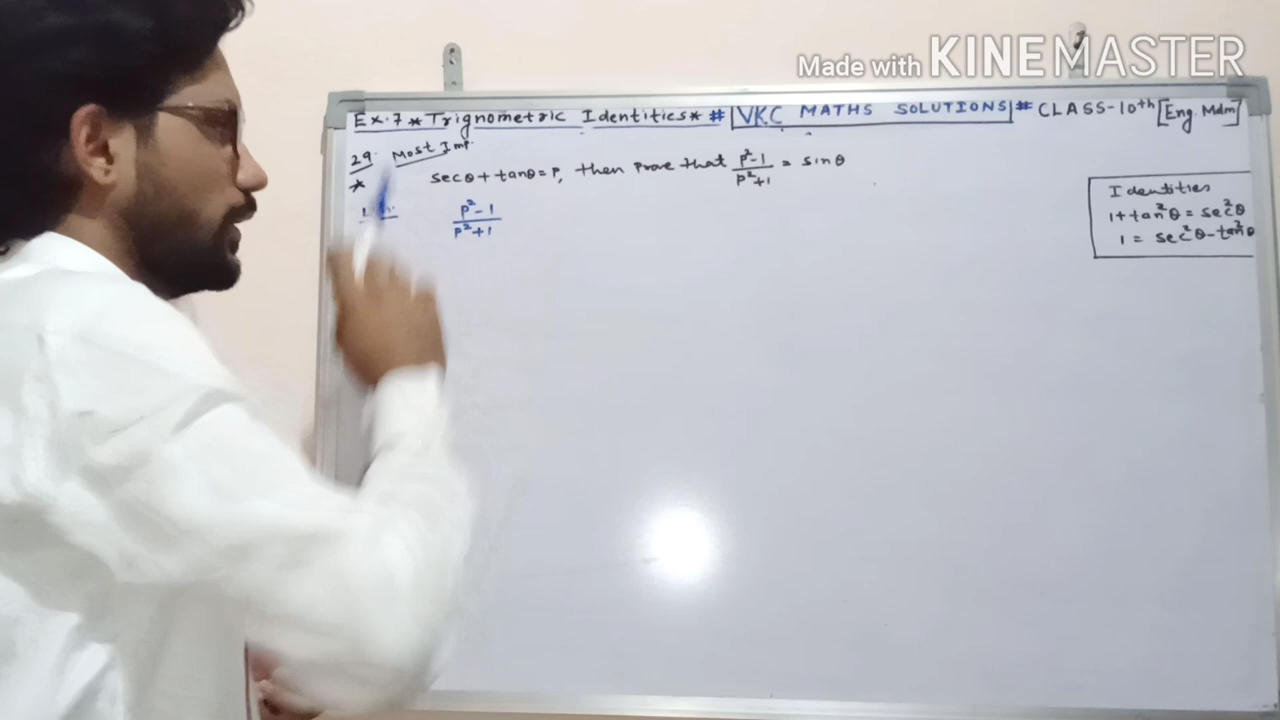 Made with KINEMASTER
Ex.7 * Trignometric Identities * # VKC MATHS SOLUTIONS # CLASS-10th [Eng. Mdm]
29. Most Imp.
* secθ + tanθ = P, then prove that P²-1/P²+1 = sinθ
P²-1/P²+1
Identities
1+tan²θ = sec²θ
1 = sec²θ-tan²θ